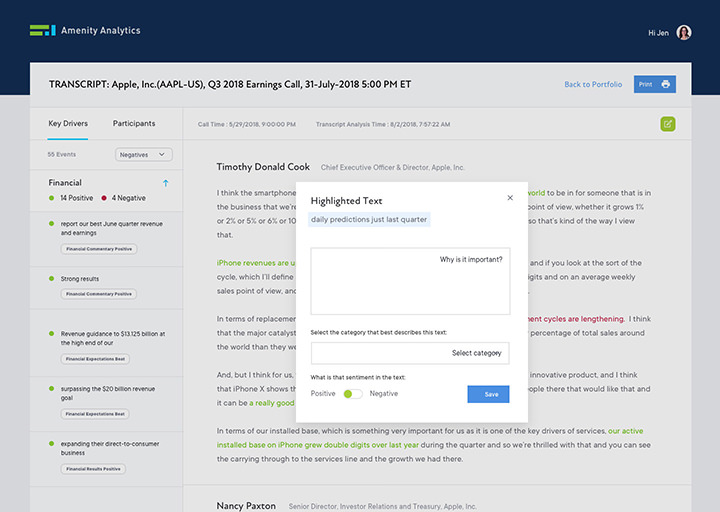 Amenity Analytics
Hi Jen
TRANSCRIPT: Apple, Inc.(AAPL-US), Q3 2018 Earnings Call, 31-July-2018 5:00 PM ET
Back to Portfolio
Print
Key Drivers
Participants
Call Time : 5/29/2018, 9:00:00 PM
Transcript Analysis Time : 8/2/2018, 7:57:22 AM
55 Events
Negatives
Financial
14 Positive
4 Negative
report our best June quarter revenue
and earnings
Financial Commentary Positive
Strong results
Financial Commentary Positive
Revenue guidance to $13.125 billion at
the high end of our
Financial Expectations Beat
surpassing the $20 billion revenue
goal
Financial Expectations Beat
expanding their direct-to-consumer
business
Financial Results Positive
Timothy Donald Cook
Chief Executive Officer & Director, Apple, Inc.
I think the smartphone
world to be in for someone that is in
the business that we're
point of view, whether it grows 1%
or 2% or 5% or 6% or 10
so that's kind of the way I view
that.
iPhone revenues are u
and if you look at the sort of the
cycle, which I'll define
digits and on an average weekly
sales point of view, and
In terms of replacemen
ment cycles are lengthening. I think
that the major catalyst
percentage of total sales around
the world than they we
And, but I think for us,
innovative product, and I think
that iPhone X shows th
people there that would like that and
it can be a really good
In terms of our installed base, which is something very important for us as it is one of the key drivers of services, our active
installed base on iPhone grew double digits over last year during the quarter and so we're thrilled with that and you can see
the carrying through to the services line and the growth we had there.
Nancy Paxton
Senior Director, Investor Relations and Treasury, Apple, Inc.
Highlighted Text
daily predictions just last quarter
Why is it important?
Select the category that best describes this text:
Select category
What is that sentiment in the text:
Positive
Negative
Save